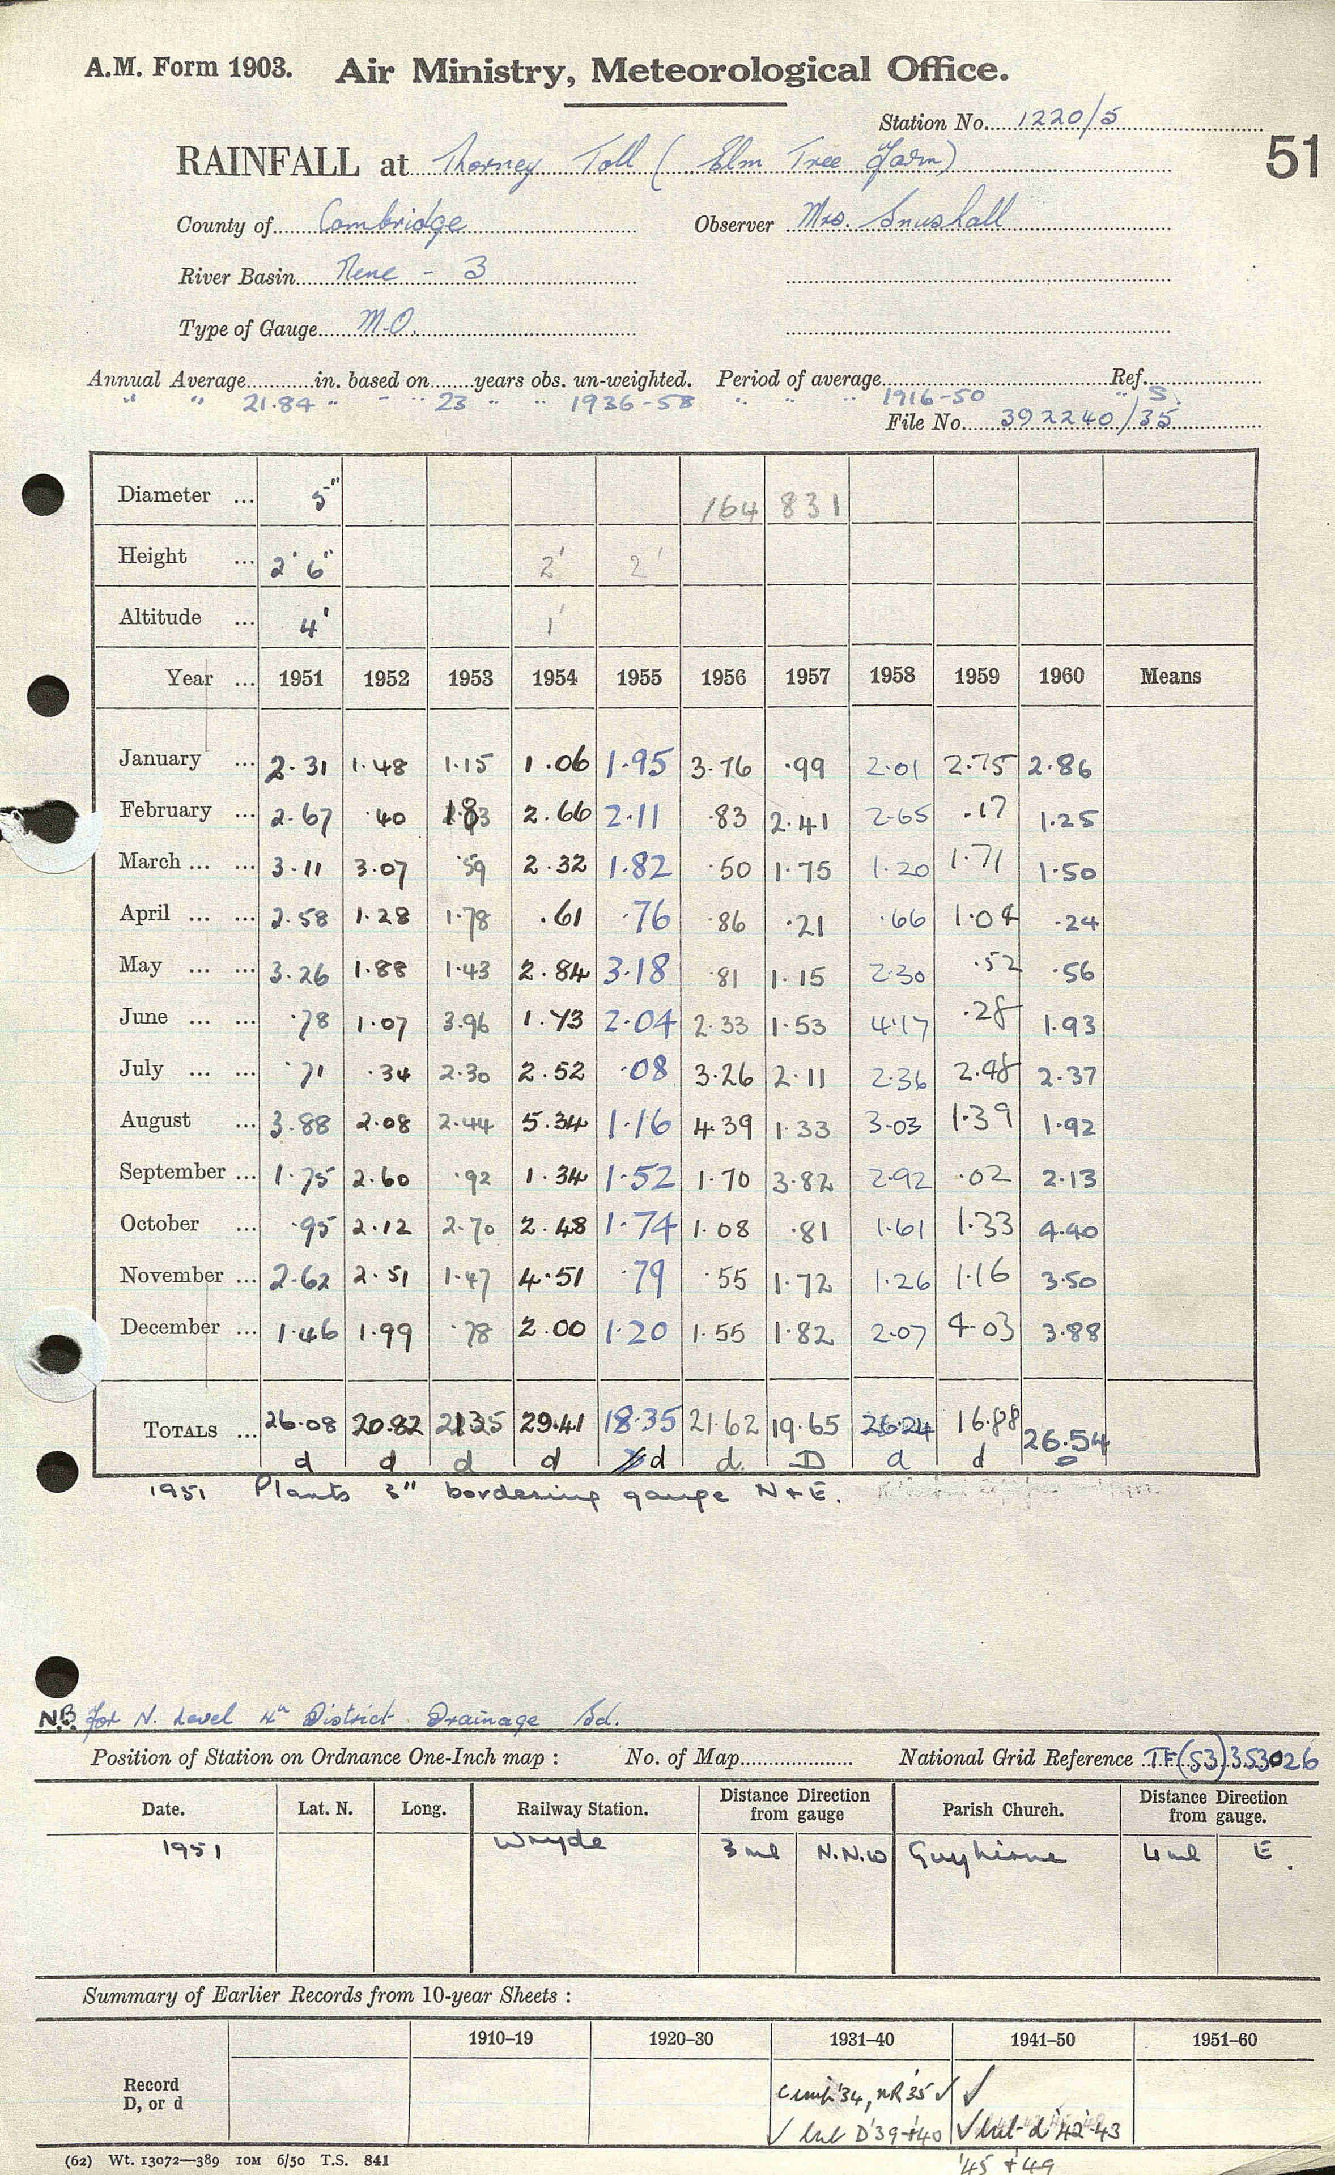 A.M. Form 1903. Air Ministry, Meteorological Office.
Station No. 1220/5
51
RAINFALL at Thorney Toll (Elm Tree Farm)
County of Cambridge Observer Mrs. Snushall
River Basin Nene - 3
Type of Gauge M.O.
Annual Average in. based on years obs. un-weighted. Period of average Ref.
" " 21.84 " " 23 " " 1936-58 " " " 1916-50 " S.
File No. 392240/35
Diameter ... 5" 164 831
Height ... 2' 6" 2' 2'
Altitude ... 4' 1'
Year ... 1951 1952 1953 1954 1955 1956 1957 1958 1959 1960 Means
January ... 2.31 1.48 1.15 1.06 1.95 3.76 .99 2.01 2.75 2.86
February ... 2.67 .40 1.83 2.66 2.11 .83 2.41 2.65 .17 1.25
March ... ... 3.11 3.07 .59 2.32 1.82 .50 1.75 1.20 1.71 1.50
April ... ... 2.58 1.28 1.78 .61 .76 .86 .21 .66 1.04 .24
May ... ... 3.26 1.88 1.43 2.84 3.18 .81 1.15 2.30 .52 .56
June ... ... .78 1.07 3.96 1.73 2.04 2.33 1.53 4.17 .28 1.93
July ... ... .71 .34 2.30 2.52 .08 3.26 2.11 2.36 2.48 2.37
August ... 3.88 2.08 2.44 5.34 1.16 4.39 1.33 3.03 1.39 1.92
September ... 1.75 2.60 .92 1.34 1.52 1.70 3.82 2.92 .02 2.13
October ... .95 2.12 2.70 2.48 1.74 1.08 .81 1.61 1.33 4.40
November ... 2.62 2.51 1.47 4.51 .79 .55 1.72 1.26 1.16 3.50
December ... 1.46 1.99 .78 2.00 1.20 1.55 1.82 2.07 4.03 3.88
TOTALS ... 26.08 20.82 21.35 29.41 18.35 21.62 19.65 26.24 16.88 26.54
d d d d d d. D d d D
1951 Plants 3" bordering gauge N & E.
N.B. for N. Level 4th District Drainage Bd.
Position of Station on Ordnance One-Inch map : No. of Map National Grid Reference TF(53)353026
Date. Lat. N. Long. Railway Station. Distance Direction from gauge Parish Church. Distance Direction from gauge.
1951 Wryde 3 ml N.N.W Guyhirne 4 ml E.
Summary of Earlier Records from 10-year Sheets :
1910–19 1920–30 1931–40 1941–50 1951–60
Record D, or d
'34, nR '35 ✓ ✓
✓ but D '39 + 40 ✓ but d '42 '43
'45 + 49
(62) Wt. 13072—389 10M 6/50 T.S. 841